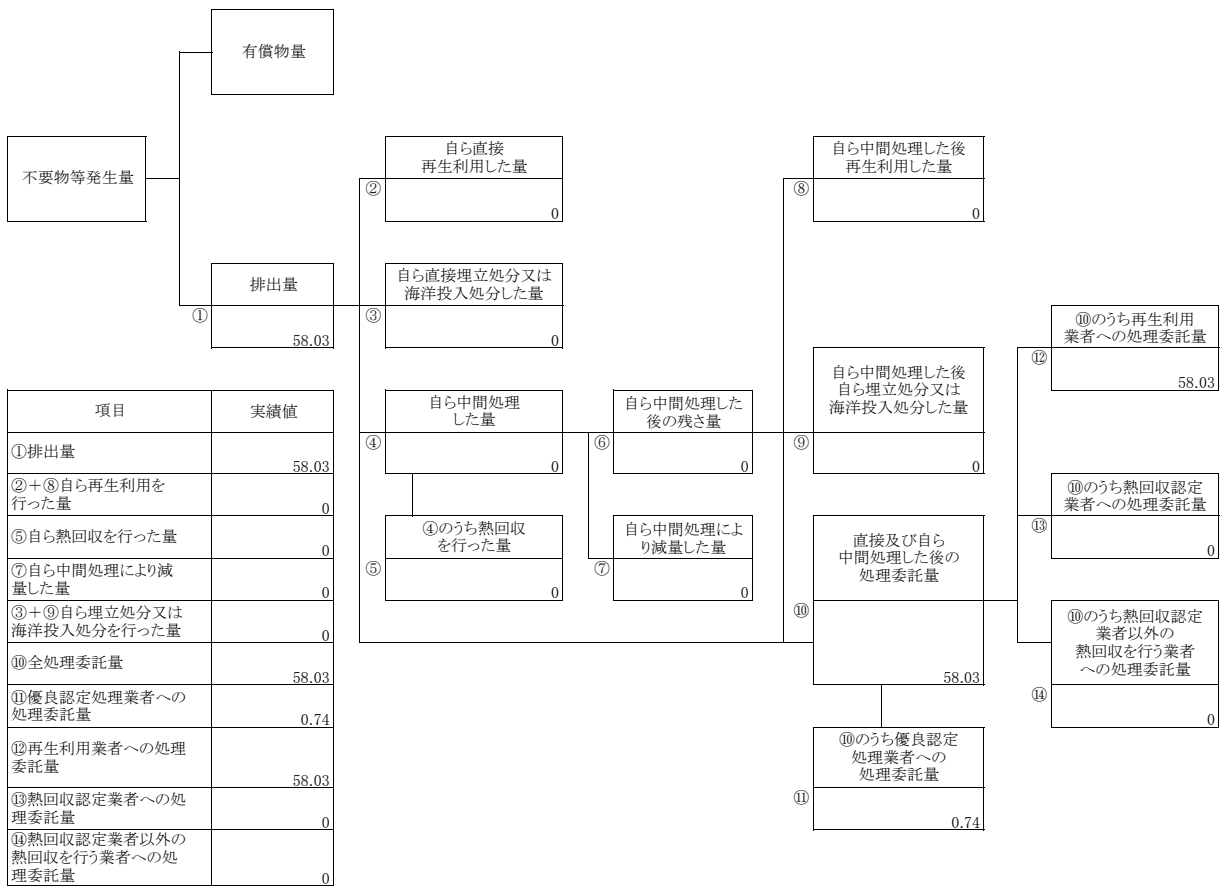 有償物量
不要物等発生量
排出量
①
58.03
自ら直接
再生利用した量
②
0
自ら直接埋立処分又は
海洋投入処分した量
③
0
自ら中間処理
した量
④
0
④のうち熱回収
を行った量
⑤
0
自ら中間処理した
後の残さ量
⑥
0
自ら中間処理によ
り減量した量
⑦
0
自ら中間処理した後
再生利用した量
⑧
0
自ら中間処理した後
自ら埋立処分又は
海洋投入処分した量
⑨
0
直接及び自ら
中間処理した後の
処理委託量
⑩
58.03
⑩のうち優良認定
処理業者への
処理委託量
⑪
0.74
⑩のうち再生利用
業者への処理委託量
⑫
58.03
⑩のうち熱回収認定
業者への処理委託量
⑬
0
⑩のうち熱回収認定
業者以外の
熱回収を行う業者
への処理委託量
⑭
0
項目 実績値
①排出量
58.03
②+⑧自ら再生利用を
行った量
0
⑤自ら熱回収を行った量
0
⑦自ら中間処理により減
量した量
0
③+⑨自ら埋立処分又は
海洋投入処分を行った量
0
⑩全処理委託量
58.03
⑪優良認定処理業者への
処理委託量
0.74
⑫再生利用業者への処理
委託量
58.03
⑬熱回収認定業者への処
理委託量
0
⑭熱回収認定業者以外の
熱回収を行う業者への処
理委託量
0